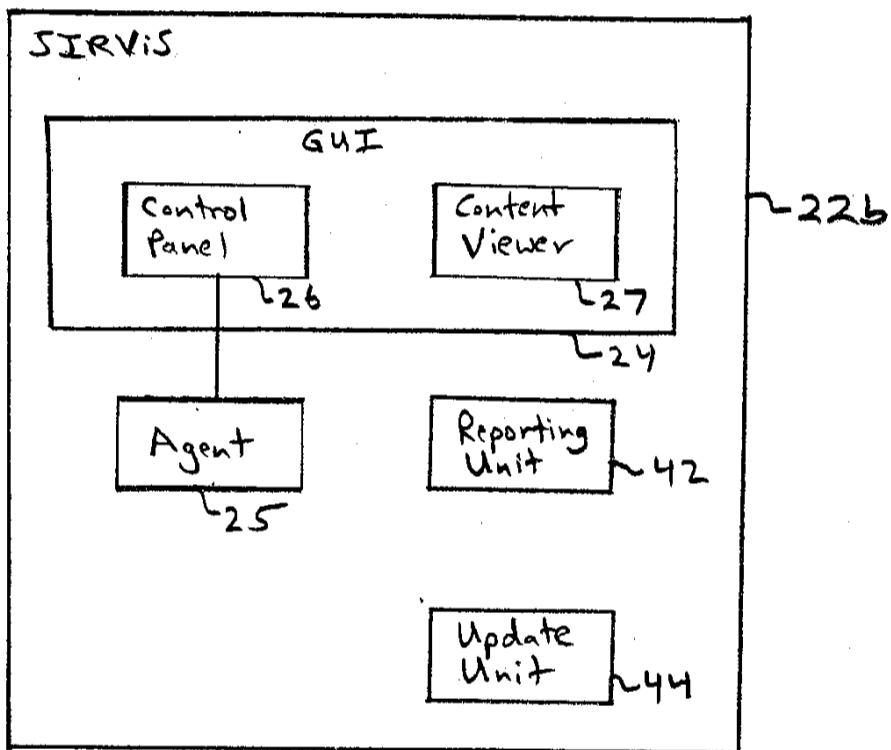 SIRViS
GUI
Control
Panel
26
Content
Viewer
27
22b
24
Agent
25
Reporting
Unit
42
Update
Unit
44